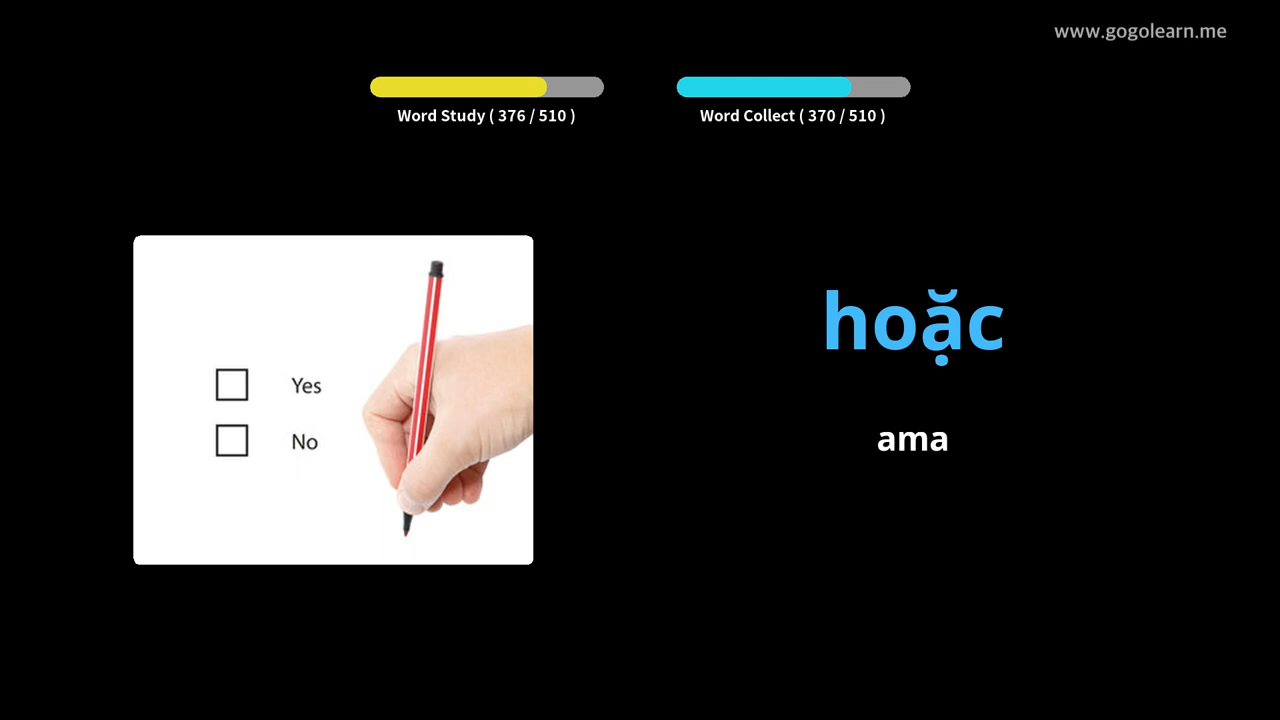 www.gogolearn.me
Word Study ( 376 / 510 )
Word Collect ( 370 / 510 )
Yes
No
hoặc
ama